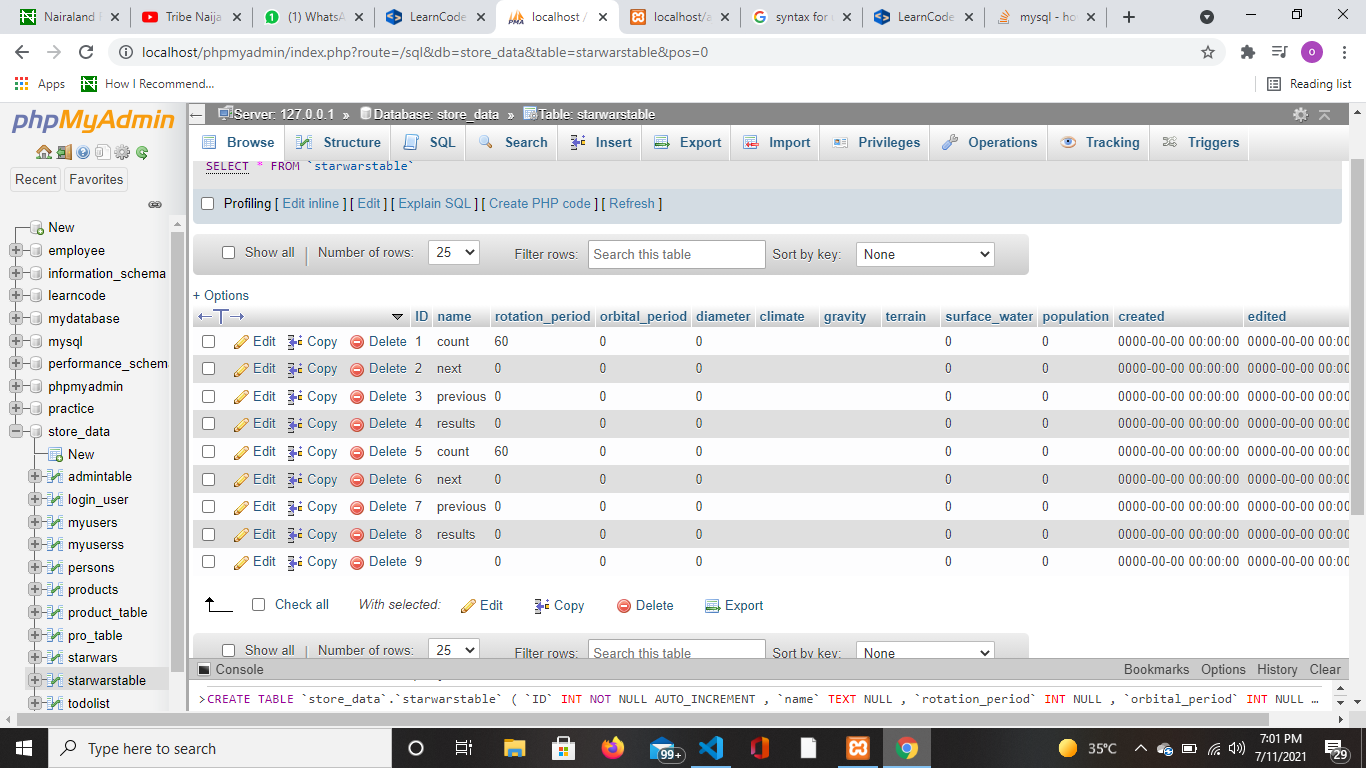 Nairaland F
Tribe Naija
(1) WhatsA
LearnCode
localhost /
localhost/a
syntax for u
LearnCode
mysql - ho
localhost/phpmyadmin/index.php?route=/sql&db=store_data&table=starwarstable&pos=0
o
Apps How I Recommend... Reading list
phpMyAdmin
Recent Favorites
New
employee
information_schema
learncode
mydatabase
mysql
performance_schem
phpmyadmin
practice
store_data
New
admintable
login_user
myusers
myuserss
persons
products
product_table
pro_table
starwars
starwarstable
todolist
Server: 127.0.0.1 » Database: store_data » Table: starwarstable
Browse Structure SQL Search Insert Export Import Privileges Operations Tracking Triggers
SELECT * FROM `starwarstable`
Profiling [ Edit inline ] [ Edit ] [ Explain SQL ] [ Create PHP code ] [ Refresh ]
Show all Number of rows: 25 Filter rows: Search this table Sort by key: None
+ Options
←T→ ID name rotation_period orbital_period diameter climate gravity terrain surface_water population created edited
Edit Copy Delete 1 count 60 0 0 0 0 0000-00-00 00:00:00 0000-00-00 00:00
Edit Copy Delete 2 next 0 0 0 0 0 0000-00-00 00:00:00 0000-00-00 00:00
Edit Copy Delete 3 previous 0 0 0 0 0 0000-00-00 00:00:00 0000-00-00 00:00
Edit Copy Delete 4 results 0 0 0 0 0 0000-00-00 00:00:00 0000-00-00 00:00
Edit Copy Delete 5 count 60 0 0 0 0 0000-00-00 00:00:00 0000-00-00 00:00
Edit Copy Delete 6 next 0 0 0 0 0 0000-00-00 00:00:00 0000-00-00 00:00
Edit Copy Delete 7 previous 0 0 0 0 0 0000-00-00 00:00:00 0000-00-00 00:00
Edit Copy Delete 8 results 0 0 0 0 0 0000-00-00 00:00:00 0000-00-00 00:00
Edit Copy Delete 9 0 0 0 0 0 0000-00-00 00:00:00 0000-00-00 00:00
Check all With selected: Edit Copy Delete Export
Show all Number of rows: 25 Filter rows: Search this table Sort by key: None
Console Bookmarks Options History Clear
>CREATE TABLE `store_data`.`starwarstable` ( `ID` INT NOT NULL AUTO_INCREMENT , `name` TEXT NULL , `rotation_period` INT NULL , `orbital_period` INT NULL …
Type here to search 99+ 35°C 7:01 PM
7/11/2021 29